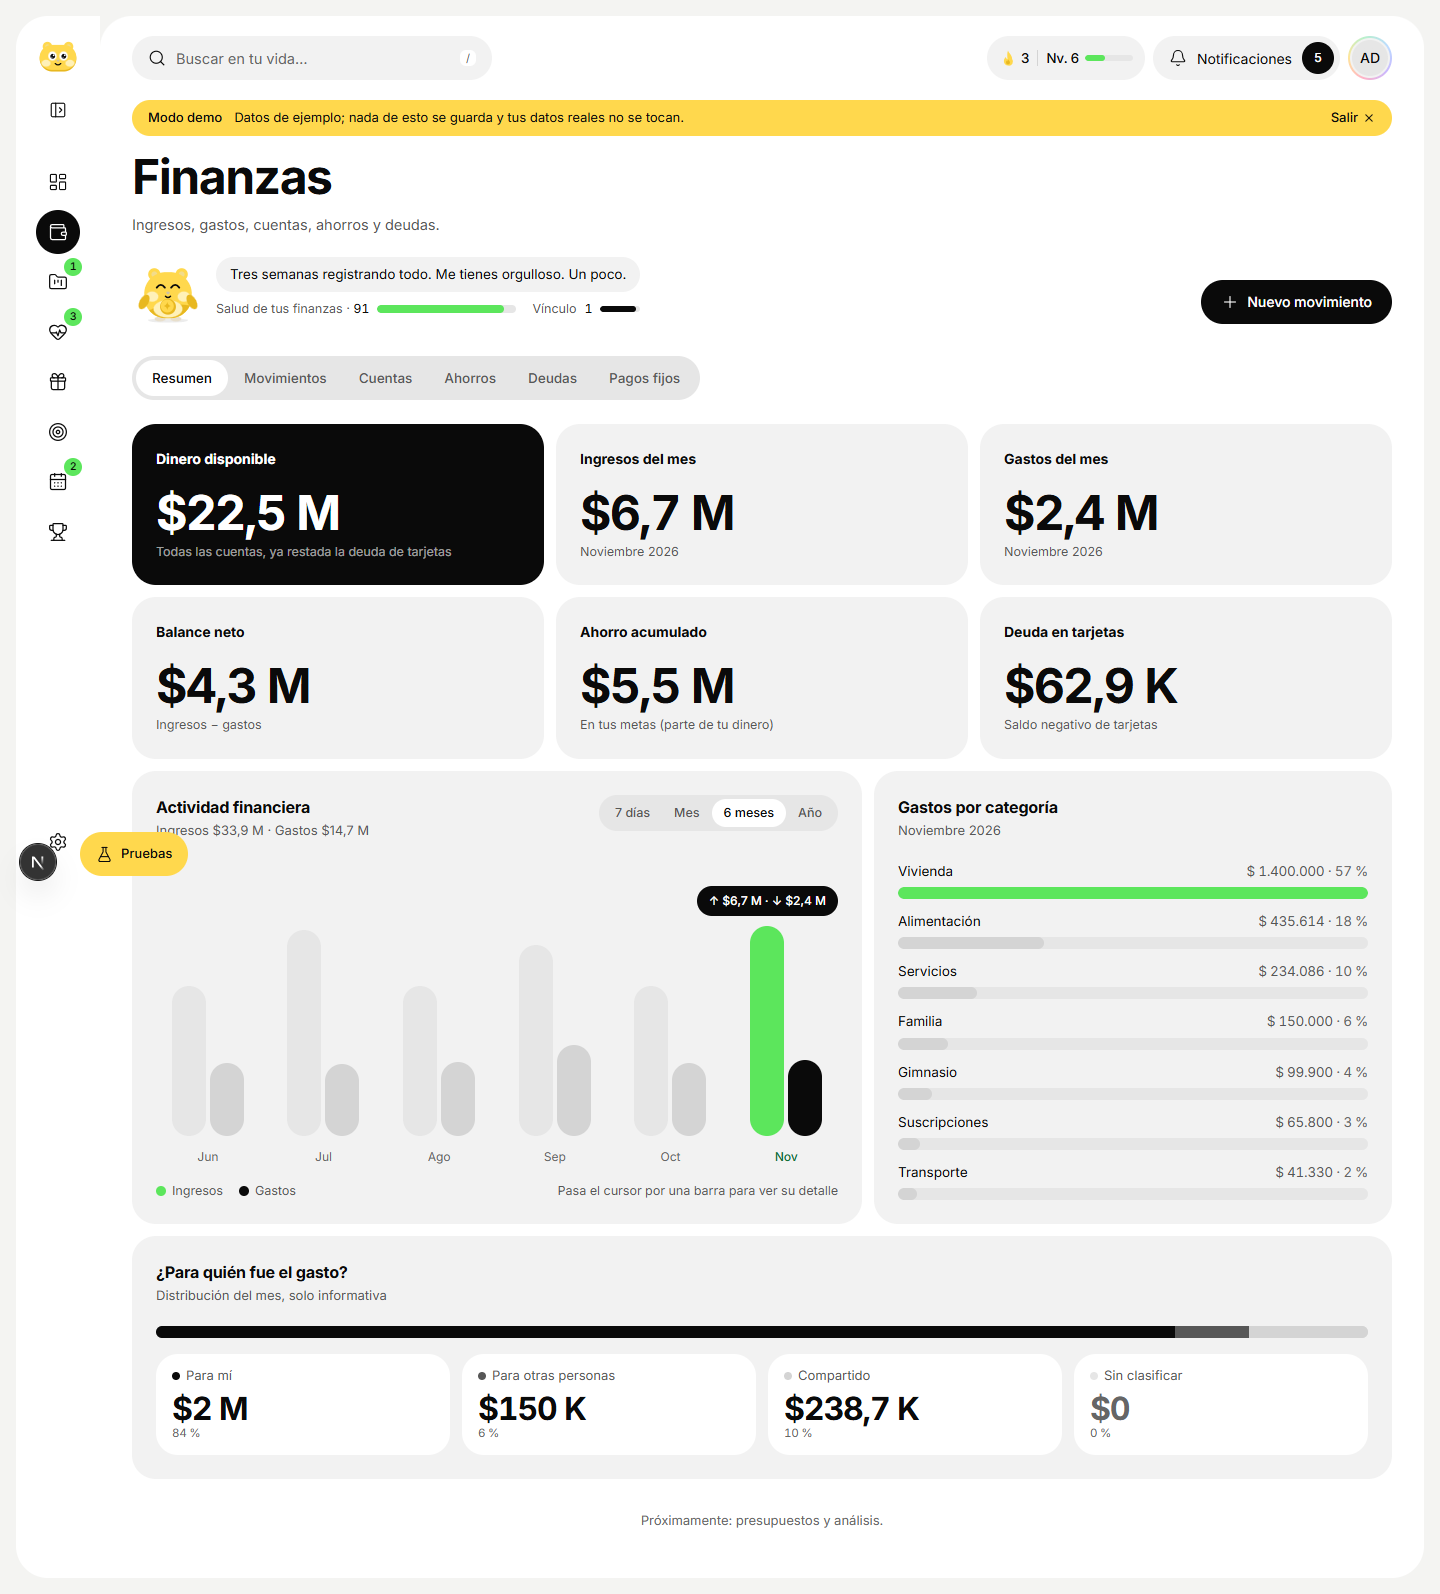 Buscar en tu vida...
/
3
Nv. 6
Notificaciones
5
AD
Modo demo Datos de ejemplo; nada de esto se guarda y tus datos reales no se tocan.
Salir ×
Finanzas
Ingresos, gastos, cuentas, ahorros y deudas.
Tres semanas registrando todo. Me tienes orgulloso. Un poco.
Salud de tus finanzas · 91
Vínculo 1
+ Nuevo movimiento
1
3
2
Resumen
Movimientos
Cuentas
Ahorros
Deudas
Pagos fijos
Dinero disponible
$22,5 M
Todas las cuentas, ya restada la deuda de tarjetas
Ingresos del mes
$6,7 M
Noviembre 2026
Gastos del mes
$2,4 M
Noviembre 2026
Balance neto
$4,3 M
Ingresos − gastos
Ahorro acumulado
$5,5 M
En tus metas (parte de tu dinero)
Deuda en tarjetas
$62,9 K
Saldo negativo de tarjetas
Actividad financiera
Ingresos $33,9 M · Gastos $14,7 M
7 días
Mes
6 meses
Año
N
Pruebas
↑ $6,7 M · ↓ $2,4 M
Jun
Jul
Ago
Sep
Oct
Nov
Ingresos
Gastos
Pasa el cursor por una barra para ver su detalle
Gastos por categoría
Noviembre 2026
Vivienda
$ 1.400.000 · 57 %
Alimentación
$ 435.614 · 18 %
Servicios
$ 234.086 · 10 %
Familia
$ 150.000 · 6 %
Gimnasio
$ 99.900 · 4 %
Suscripciones
$ 65.800 · 3 %
Transporte
$ 41.330 · 2 %
¿Para quién fue el gasto?
Distribución del mes, solo informativa
Para mí
$2 M
84 %
Para otras personas
$150 K
6 %
Compartido
$238,7 K
10 %
Sin clasificar
$0
0 %
Próximamente: presupuestos y análisis.